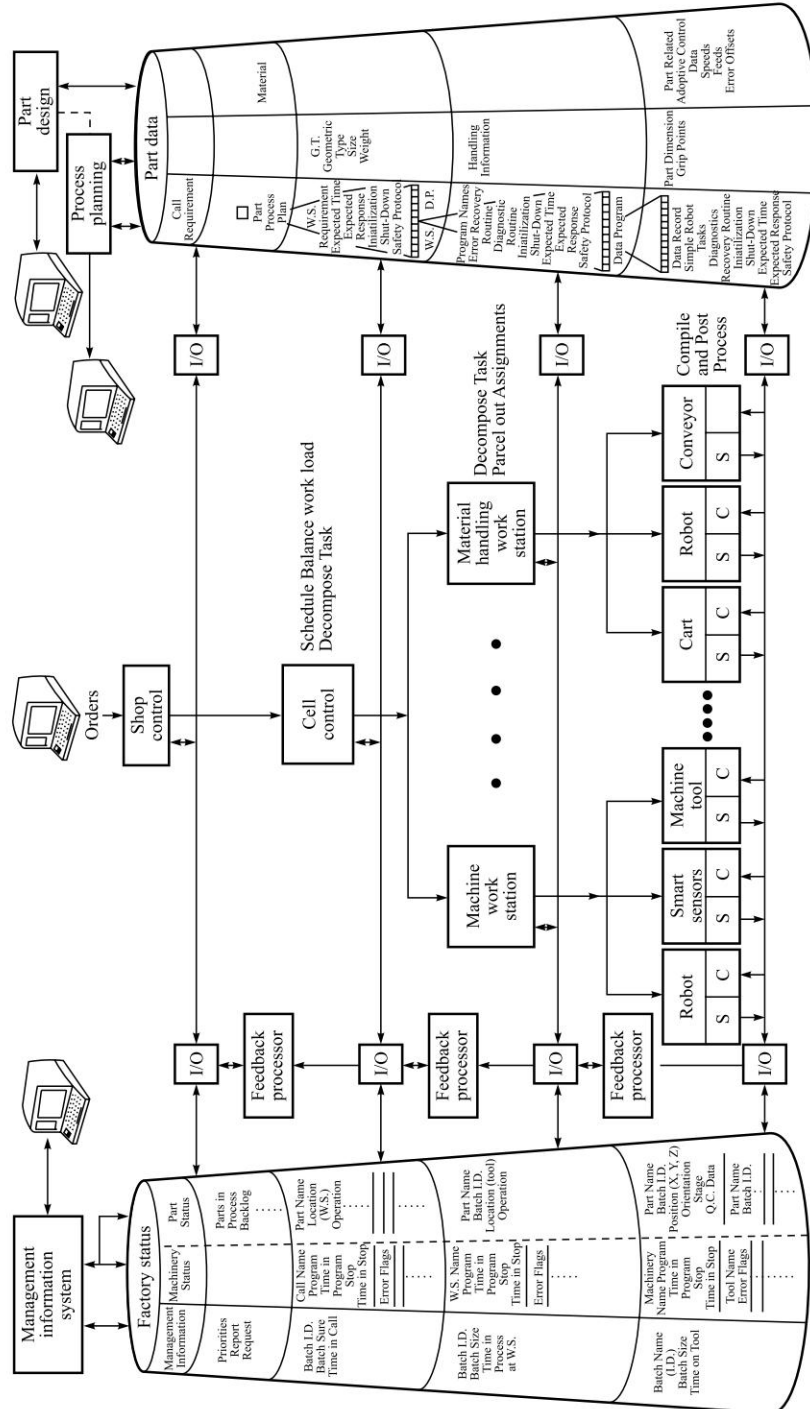 Management
information
system
Orders
Part
design
Process
planning
Factory status
Management
Information
Machinery
Status
Part
Status
Priorities
Report
Request
Parts in
Process
Backlog
Batch I.D.
Batch Sure
Time in Call
Call Name
Program
Time in
Program
Stop
Time in Stop
Error Flags
Part Name
Location
(W.S.)
Operation
Batch I.D.
Batch Size
Time in
Process
at W.S.
W.S. Name
Program
Time in
Program
Stop
Time in Stop
Error Flags
Part Name
Batch I.D.
Location (tool)
Operation
Batch Name
(I.D.)
Batch Size
Time on Tool
Machinery
Name Program
Time in
Program
Stop
Time in Stop
Tool Name
Error Flags
Part Name
Batch I.D.
Position (X, Y, Z)
Orientation
Stage
Q.C. Data
Part Name
Batch I.D.
I/O
Feedback
processor
I/O
Feedback
processor
I/O
Feedback
processor
I/O
Shop
control
Cell
control
Schedule Balance work load
Decompose Task
Machine
work
station
Material
handling
work
station
Decompose Task
Parcel out Assignments
Robot
S C
Smart
sensors
S C
Machine
tool
S C
Cart
S C
Robot
S C
Conveyor
S
Compile
and Post
Process
I/O
I/O
I/O
I/O
Part data
Call
Requirement
Material
Part
Process
Plan
W.S.
Requirement
Expected Time
Expected
Response
Iniatilization
Shut-Down
Safety Protocol
G.T.
Geometric
Type
Size
Weight
W.S. D.P.
Program Names
Error Recovery
Routine
Diagnostic
Routine
Iniatilization
Shut-Down
Expected Time
Expected
Response
Safety Protocol
Handling
Information
Data Program
Data Record
Simple Robot
Tasks
Diagnostics
Recovery Routine
Iniatilization
Shut-Down
Expected Time
Expected Response
Safety Protocol
Part Dimension
Grip Points
Part Related
Adoptive Control
Data
Speeds
Feeds
Error Offsets